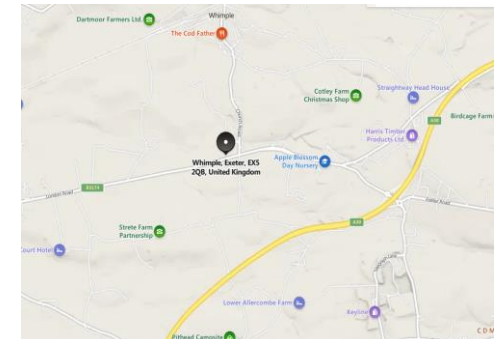 Whimple
Dartmoor Farmers Ltd.
The Cod Father
Cotley Farm
Christmas Shop
Straightway Head House
A30
Birdcage Farm
Harris Timber
Products Ltd
Whimple, Exeter, EX5
2QB, United Kingdom
Apple Blossom
Day Nursery
London Road
Strete Farm
Partnership
A30
Court Hotel
Lower Allercombe Farm
Kayline
Pithead Campsite
C D M